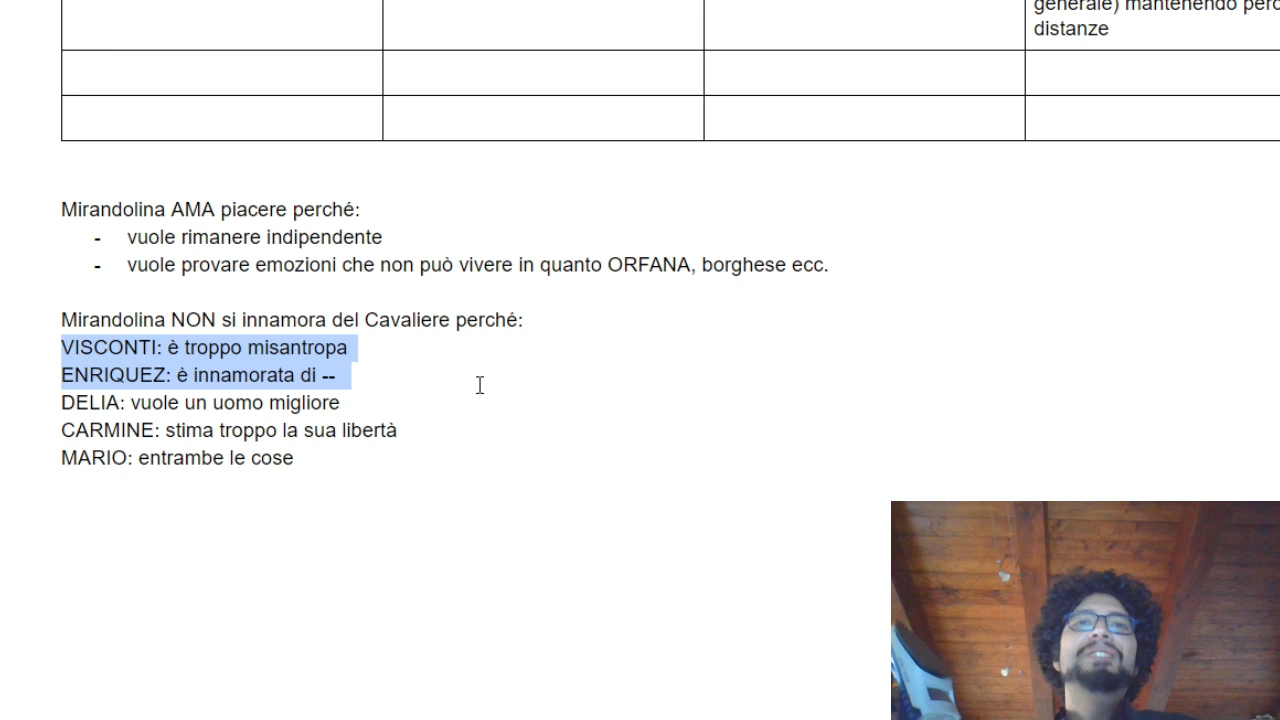 generale) mantenendo però
distanze
Mirandolina AMA piacere perché:
- vuole rimanere indipendente
- vuole provare emozioni che non può vivere in quanto ORFANA, borghese ecc.
Mirandolina NON si innamora del Cavaliere perché:
VISCONTI: è troppo misantropa
ENRIQUEZ: è innamorata di --
DELIA: vuole un uomo migliore
CARMINE: stima troppo la sua libertà
MARIO: entrambe le cose